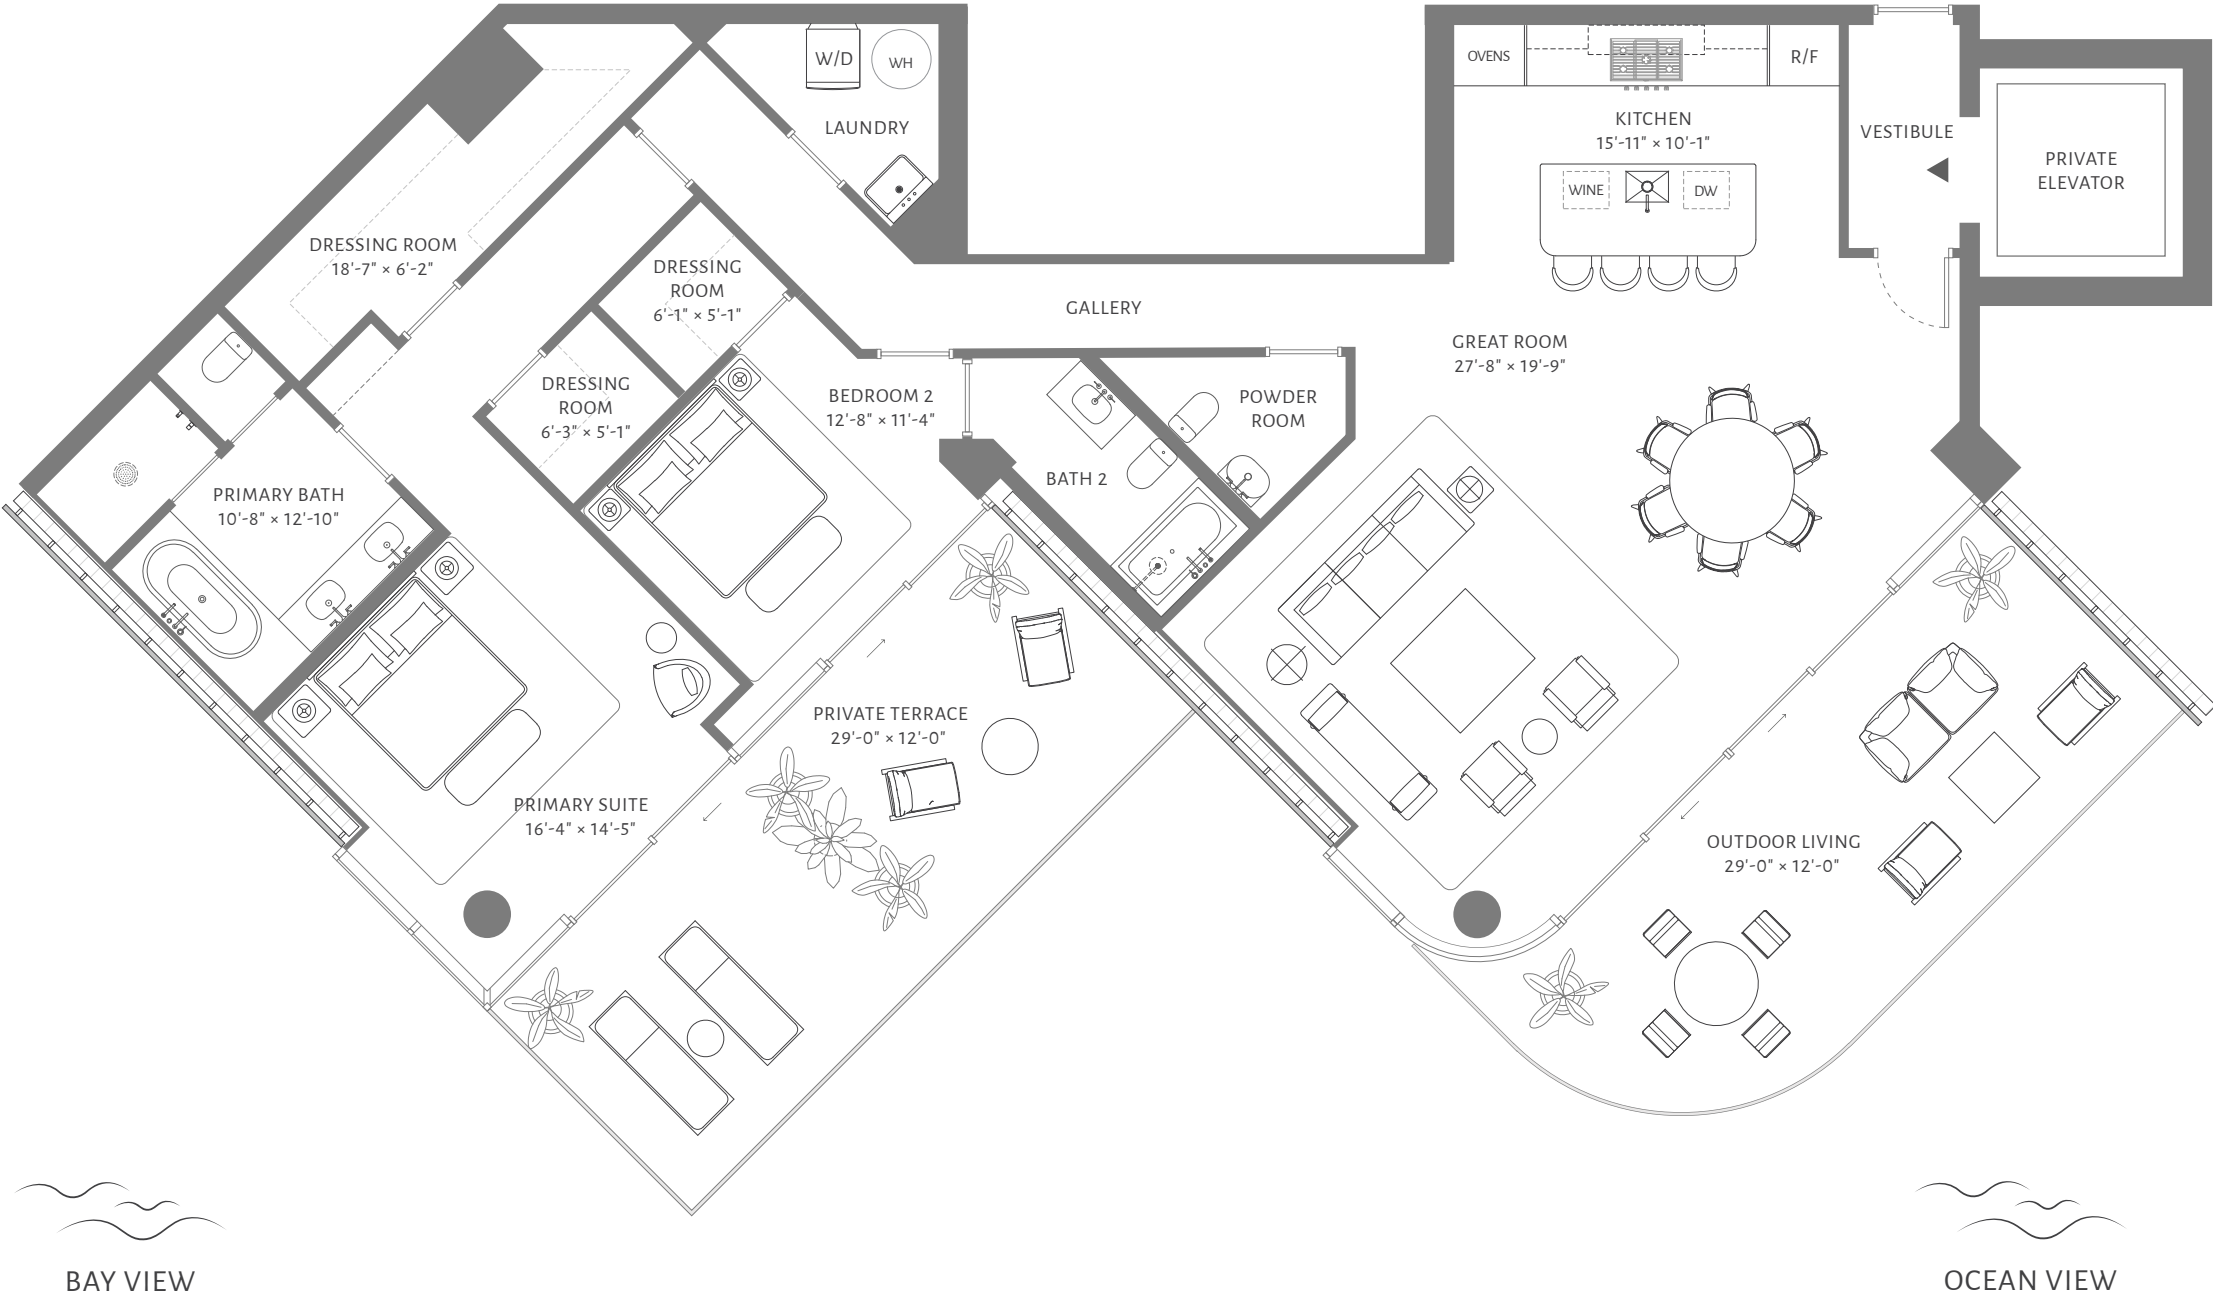 W/D
WH
LAUNDRY
OVENS
R/F
KITCHEN
15'-11" × 10'-1"
VESTIBULE
PRIVATE
ELEVATOR
WINE
DW
DRESSING ROOM
18'-7" × 6'-2"
DRESSING
ROOM
6'-1" × 5'-1"
GALLERY
GREAT ROOM
27'-8" × 19'-9"
DRESSING
ROOM
6'-3" × 5'-1"
BEDROOM 2
12'-8" × 11'-4"
POWDER
ROOM
BATH 2
PRIMARY BATH
10'-8" × 12'-10"
PRIVATE TERRACE
29'-0" × 12'-0"
PRIMARY SUITE
16'-4" × 14'-5"
OUTDOOR LIVING
29'-0" × 12'-0"
BAY VIEW
OCEAN VIEW